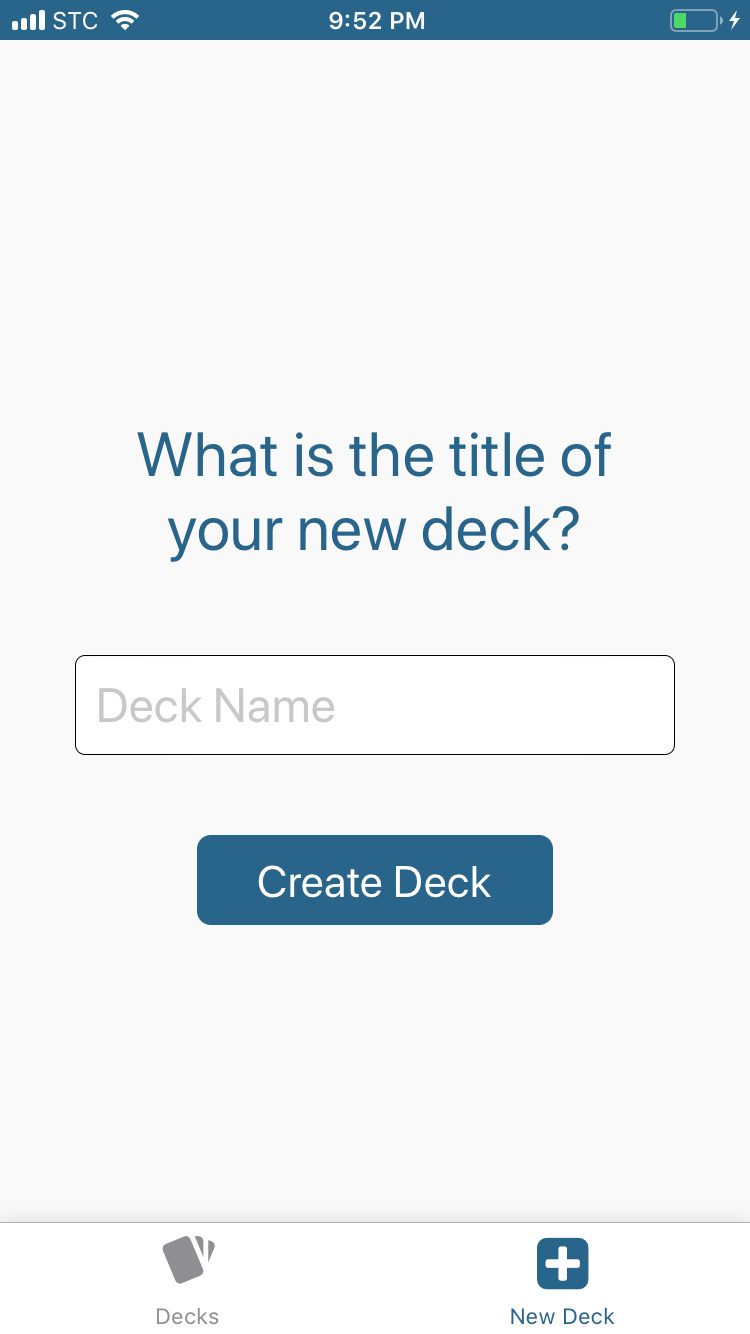 STC 9:52 PM
What is the title of
your new deck?
Deck Name
Create Deck
Decks New Deck